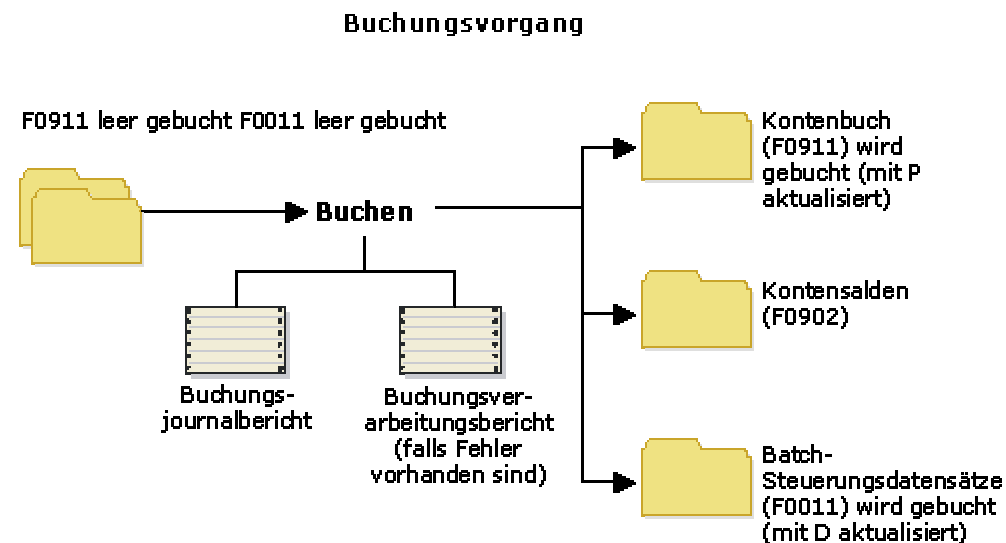 Buchungsvorgang
F0911 leer gebucht F0011 leer gebucht
Buchen
Buchungs-
journalbericht
Buchungsver-
arbeitungsbericht
(falls Fehler
vorhanden sind)
Kontenbuch
(F0911) wird
gebucht (mit P
aktualisiert)
Kontensalden
(F0902)
Batch-
Steuerungsdatensätze
(F0011) wird gebucht
(mit D aktualisiert)